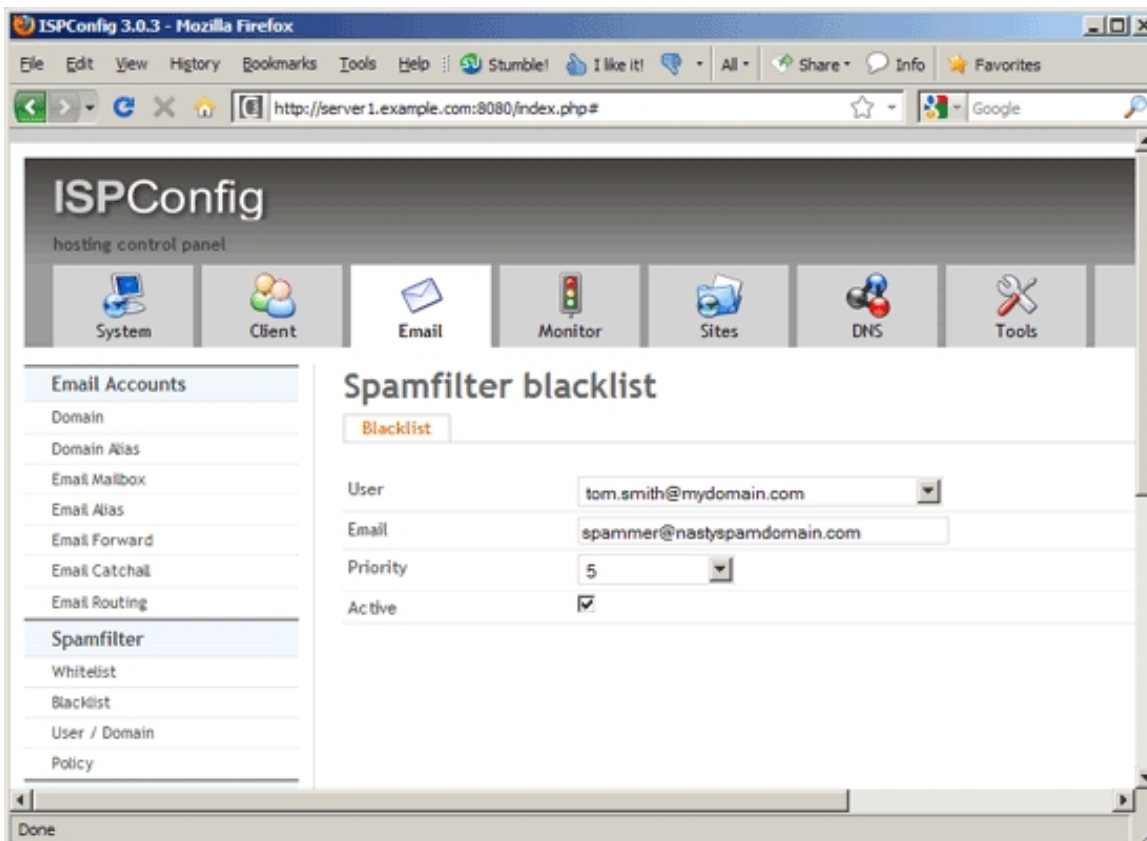 ISPConfig 3.0.3 - Mozilla Firefox
File Edit View History Bookmarks Tools Help Stumble! I like it! All Share Info Favorites
http://server1.example.com:8080/index.php# Google
ISPConfig
hosting control panel
System Client Email Monitor Sites DNS Tools
Email Accounts
Domain
Domain Alias
Email Mailbox
Email Alias
Email Forward
Email Catchall
Email Routing
Spamfilter
Whitelist
Blacklist
User / Domain
Policy
Spamfilter blacklist
Blacklist
User tom.smith@mydomain.com
Email spammer@nastyspamdomain.com
Priority 5
Active
Done